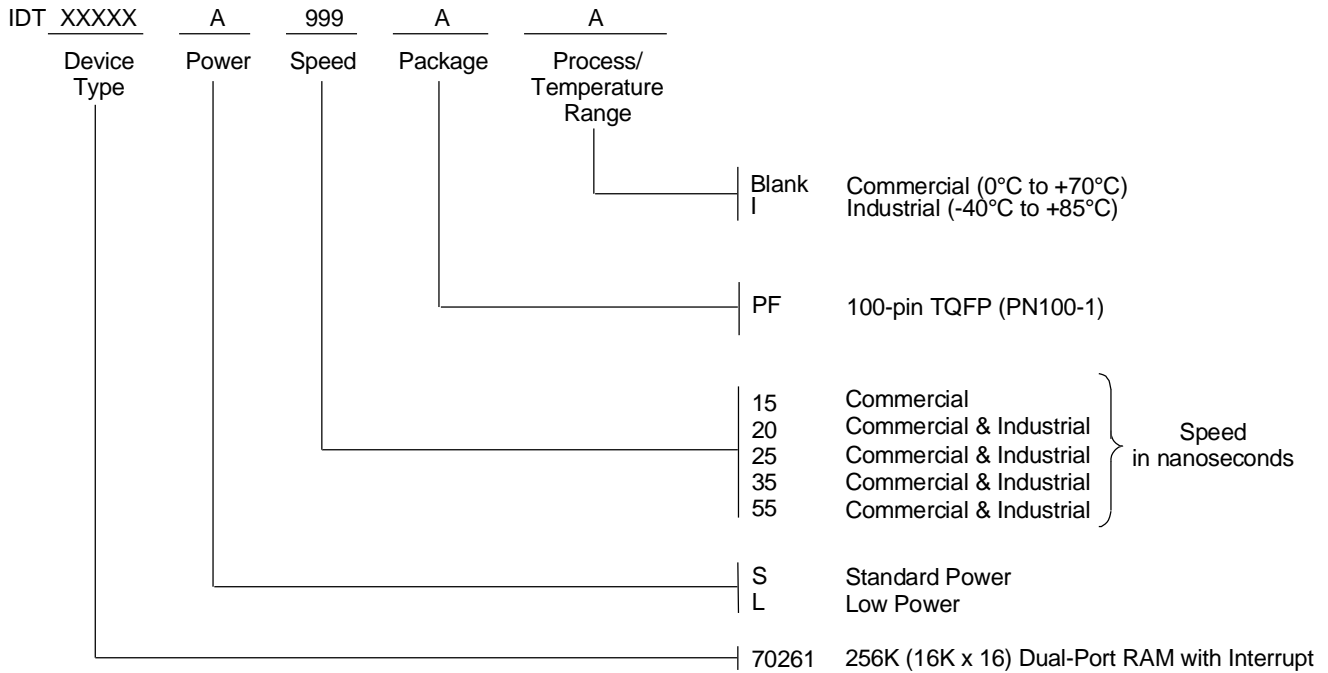 IDT XXXXX A 999 A A
Device Type
Power
Speed
Package
Process/
Temperature
Range
Blank Commercial (0°C to +70°C)
I Industrial (-40°C to +85°C)
PF 100-pin TQFP (PN100-1)
15 Commercial
20 Commercial & Industrial
25 Commercial & Industrial
35 Commercial & Industrial
55 Commercial & Industrial
Speed
in nanoseconds
S Standard Power
L Low Power
70261 256K (16K x 16) Dual-Port RAM with Interrupt